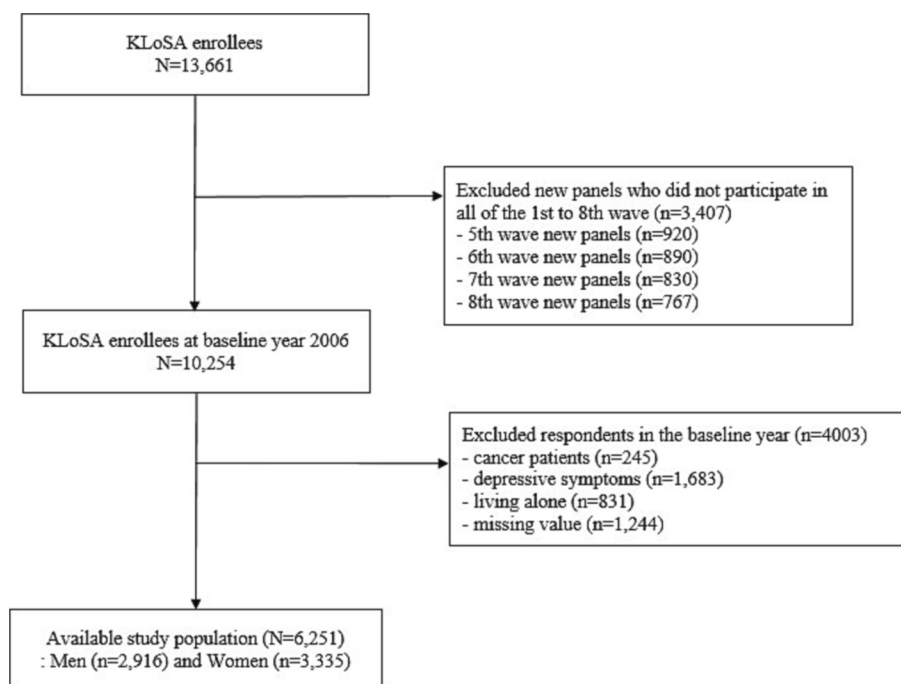 KLoSA enrollees
N=13,661
Excluded new panels who did not participate in
all of the 1st to 8th wave (n=3,407)
- 5th wave new panels (n=920)
- 6th wave new panels (n=890)
- 7th wave new panels (n=830)
- 8th wave new panels (n=767)
KLoSA enrollees at baseline year 2006
N=10,254
Excluded respondents in the baseline year (n=4003)
- cancer patients (n=245)
- depressive symptoms (n=1,683)
- living alone (n=831)
- missing value (n=1,244)
Available study population (N=6,251)
: Men (n=2,916) and Women (n=3,335)